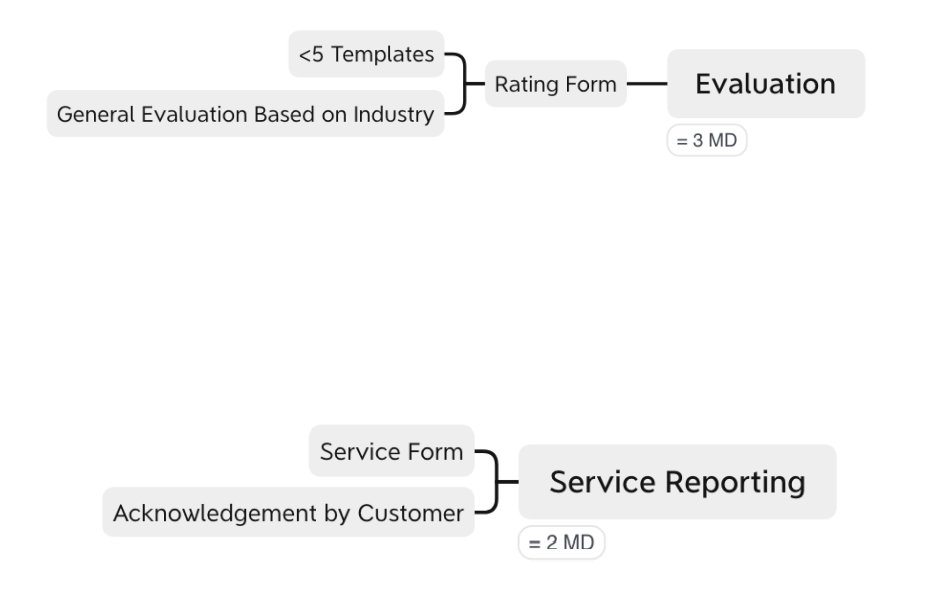 <5 Templates
General Evaluation Based on Industry
Rating Form
Evaluation
= 3 MD
Service Form
Acknowledgement by Customer
Service Reporting
= 2 MD